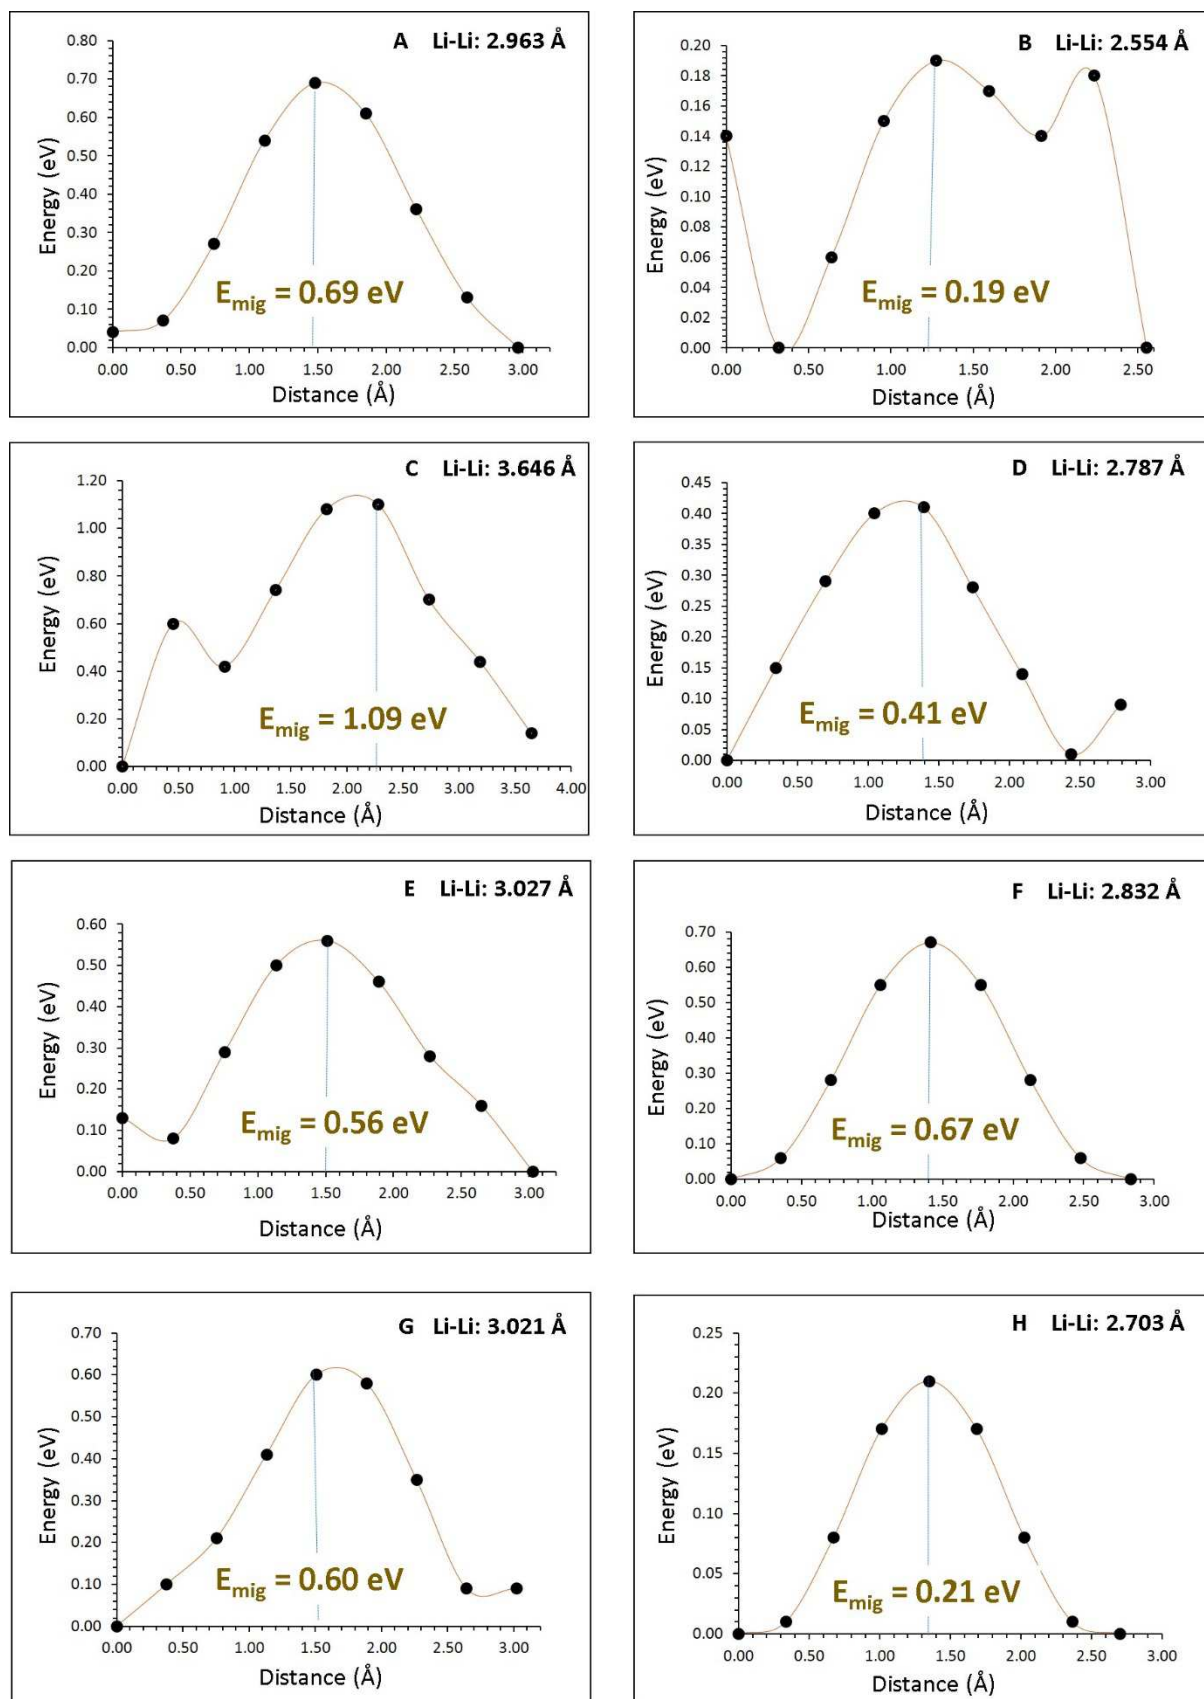 A Li-Li: 2.963 Å
0.80
0.70
0.60
0.50
0.40
0.30
0.20
0.10
0.00
Energy (eV)
Emig = 0.69 eV
0.00 0.50 1.00 1.50 2.00 2.50 3.00
Distance (Å)
B Li-Li: 2.554 Å
0.20
0.18
0.16
0.14
0.12
0.10
0.08
0.06
0.04
0.02
0.00
Energy (eV)
Emig = 0.19 eV
0.00 0.50 1.00 1.50 2.00 2.50
Distance (Å)
C Li-Li: 3.646 Å
1.20
1.00
0.80
0.60
0.40
0.20
0.00
Energy (eV)
Emig = 1.09 eV
0.00 0.50 1.00 1.50 2.00 2.50 3.00 3.50 4.00
Distance (Å)
D Li-Li: 2.787 Å
0.45
0.40
0.35
0.30
0.25
0.20
0.15
0.10
0.05
0.00
Energy (eV)
Emig = 0.41 eV
0.00 0.50 1.00 1.50 2.00 2.50 3.00
Distance (Å)
E Li-Li: 3.027 Å
0.60
0.50
0.40
0.30
0.20
0.10
0.00
Energy (eV)
Emig = 0.56 eV
0.00 0.50 1.00 1.50 2.00 2.50 3.00
Distance (Å)
F Li-Li: 2.832 Å
0.70
0.60
0.50
0.40
0.30
0.20
0.10
0.00
Energy (eV)
Emig = 0.67 eV
0.00 0.50 1.00 1.50 2.00 2.50 3.00
Distance (Å)
G Li-Li: 3.021 Å
0.70
0.60
0.50
0.40
0.30
0.20
0.10
0.00
Energy (eV)
Emig = 0.60 eV
0.00 0.50 1.00 1.50 2.00 2.50 3.00
Distance (Å)
H Li-Li: 2.703 Å
0.25
0.20
0.15
0.10
0.05
0.00
Energy (eV)
Emig = 0.21 eV
0.00 0.50 1.00 1.50 2.00 2.50 3.00
Distance (Å)